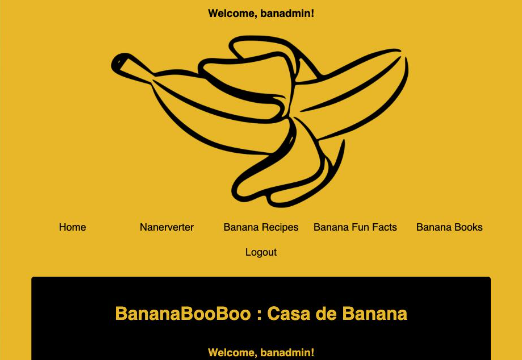 Welcome, banadmin!
Home Nanerverter Banana Recipes Banana Fun Facts Banana Books
Logout
BananaBooBoo : Casa de Banana
Welcome, banadmin!